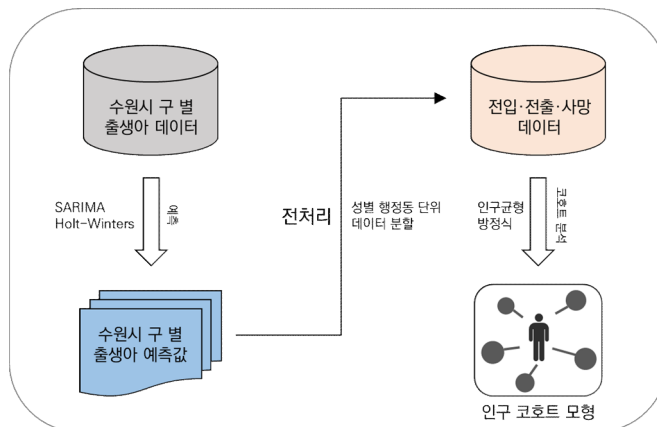 수원시 구 별
출생아 데이터
SARIMA
Holt-Winters
예측
수원시 구 별
출생아 예측값
전처리
성별 행정동 단위
데이터 분할
전입·전출·사망
데이터
인구균형
방정식
코호트 분석
인구 코호트 모형